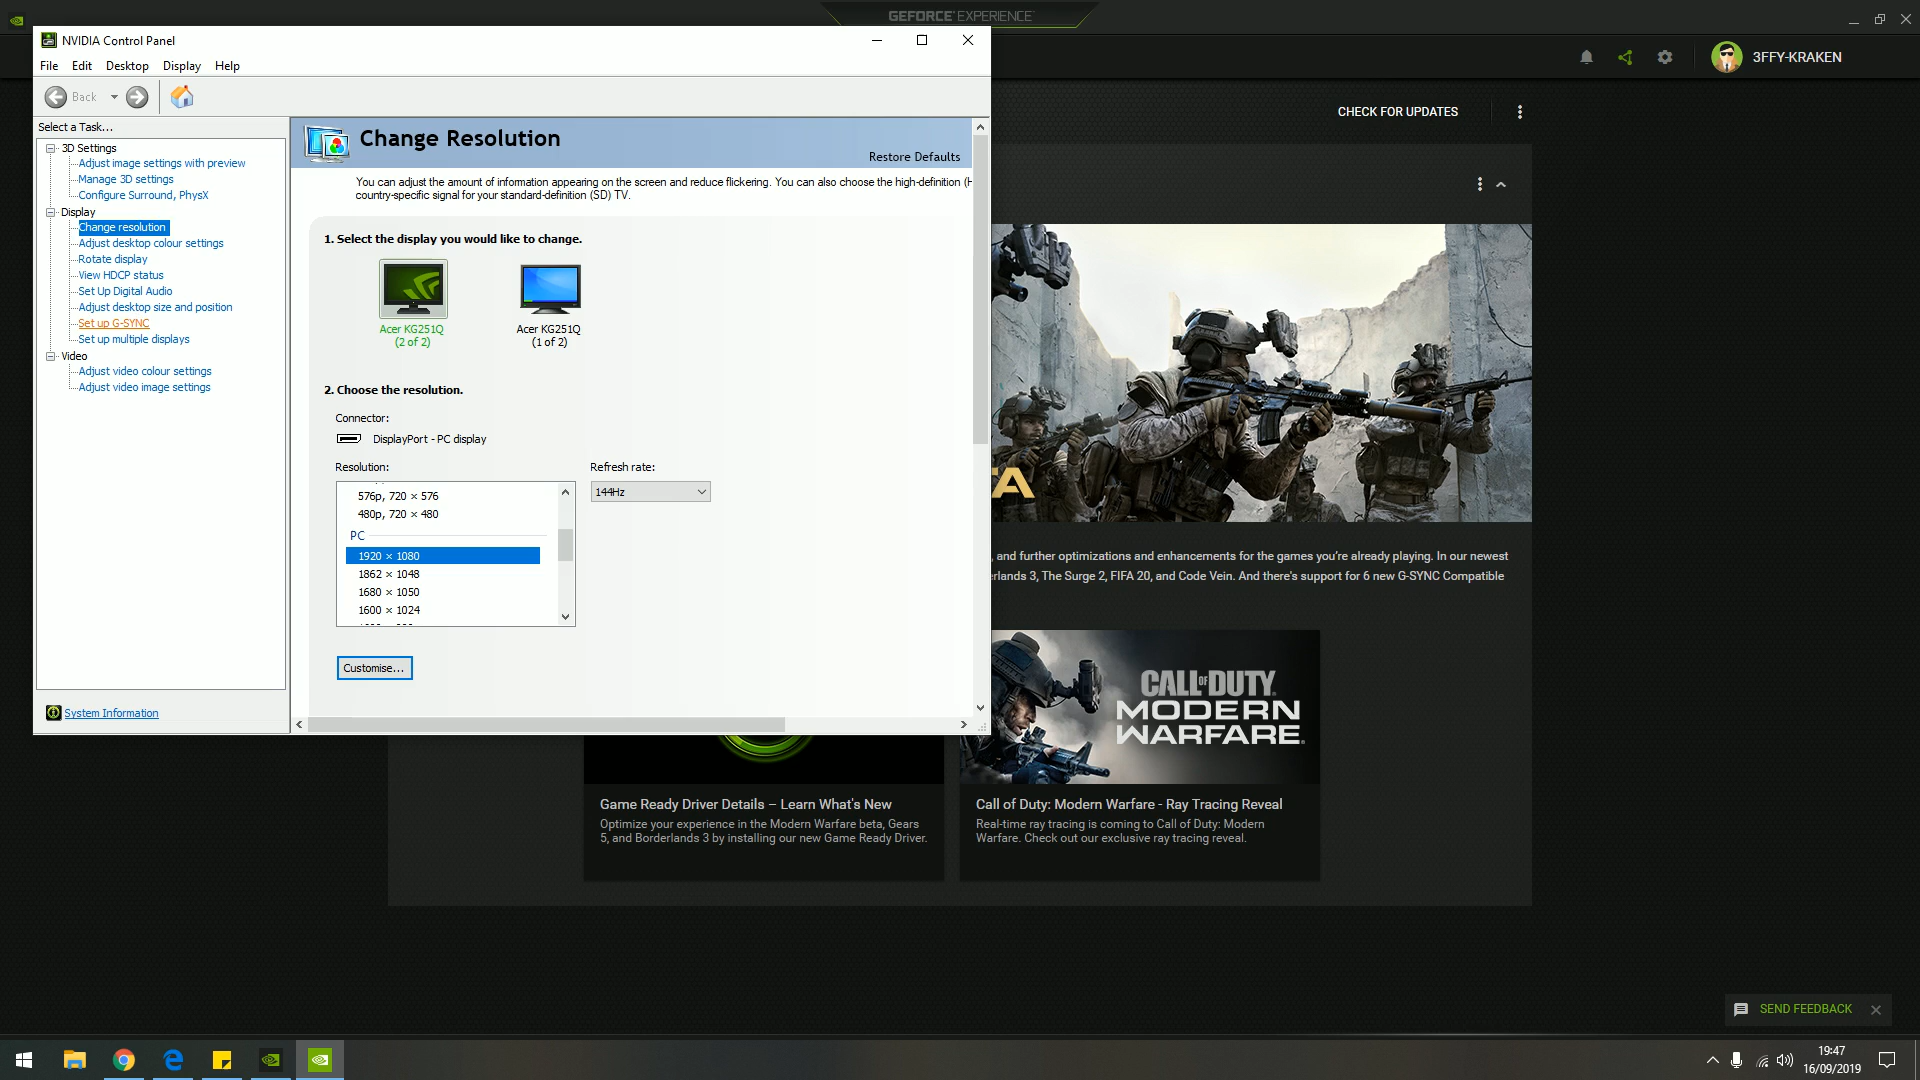 GEFORCE EXPERIENCE
NVIDIA Control Panel
File Edit Desktop Display Help
Back
Select a Task...
3D Settings
Adjust image settings with preview
Manage 3D settings
Configure Surround, PhysX
Display
Change resolution
Adjust desktop colour settings
Rotate display
View HDCP status
Set Up Digital Audio
Adjust desktop size and position
Set up G-SYNC
Set up multiple displays
Video
Adjust video colour settings
Adjust video image settings
System Information
Change Resolution
Restore Defaults
You can adjust the amount of information appearing on the screen and reduce flickering. You can also choose the high-definition
country-specific signal for your standard-definition (SD) TV.
1. Select the display you would like to change.
Acer KG251Q
(2 of 2)
Acer KG251Q
(1 of 2)
2. Choose the resolution.
Connector:
DisplayPort - PC display
Resolution:
Refresh rate:
576p, 720 × 576
480p, 720 × 480
PC
1920 × 1080
1862 × 1048
1680 × 1050
1600 × 1024
144Hz
Customise...
3FFY-KRAKEN
CHECK FOR UPDATES
, and further optimizations and enhancements for the games you're already playing. In our newest
rlands 3, The Surge 2, FIFA 20, and Code Vein. And there's support for 6 new G-SYNC Compatible
CALL OF DUTY
MODERN
WARFARE
Game Ready Driver Details – Learn What's New
Optimize your experience in the Modern Warfare beta, Gears
5, and Borderlands 3 by installing our new Game Ready Driver.
Call of Duty: Modern Warfare - Ray Tracing Reveal
Real-time ray tracing is coming to Call of Duty: Modern
Warfare. Check out our exclusive ray tracing reveal.
SEND FEEDBACK
19:47
16/09/2019